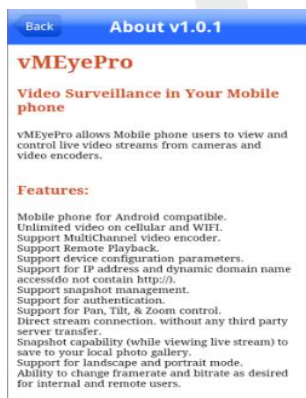 Back
About v1.0.1
vMEyePro
Video Surveillance in Your Mobile
phone
vMEyePro allows Mobile phone users to view and
control live video streams from cameras and
video encoders.
Features:
Mobile phone for Android compatible.
Unlimited video on cellular and WIFI.
Support MultiChannel video encoder.
Support Remote Playback.
Support device configuration parameters.
Support for IP address and dynamic domain name
access(do not contain http://).
Support snapshot management.
Support for authentication.
Support for Pan, Tilt, & Zoom control.
Direct stream connection. without any third party
server transfer.
Snapshot capability (while viewing live stream) to
save to your local photo gallery.
Support for landscape and portrait mode.
Ability to change framerate and bitrate as desired
for internal and remote users.